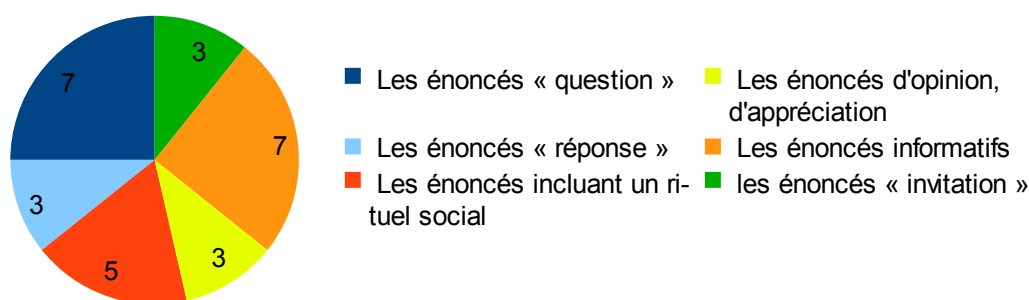 3
7
7
3
5
3
Les énoncés « question »
Les énoncés d'opinion,
d'appréciation
Les énoncés « réponse »
Les énoncés informatifs
Les énoncés incluant un ri-
tuel social
les énoncés « invitation »